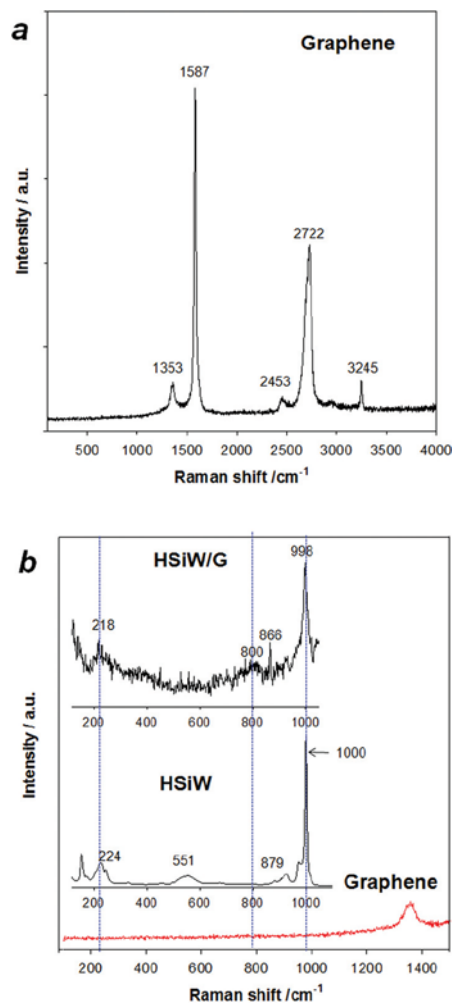 a
Graphene
1587
2722
1353
2453
3245
Intensity / a.u.
500 1000 1500 2000 2500 3000 3500 4000
Raman shift /cm-1
b
HSiW/G
998
218
800
866
200 400 600 800 1000
HSiW
1000
224
551
879
200 400 600 800 1000
Graphene
Intensity / a.u.
200 400 600 800 1000 1200 1400
Raman shift /cm-1